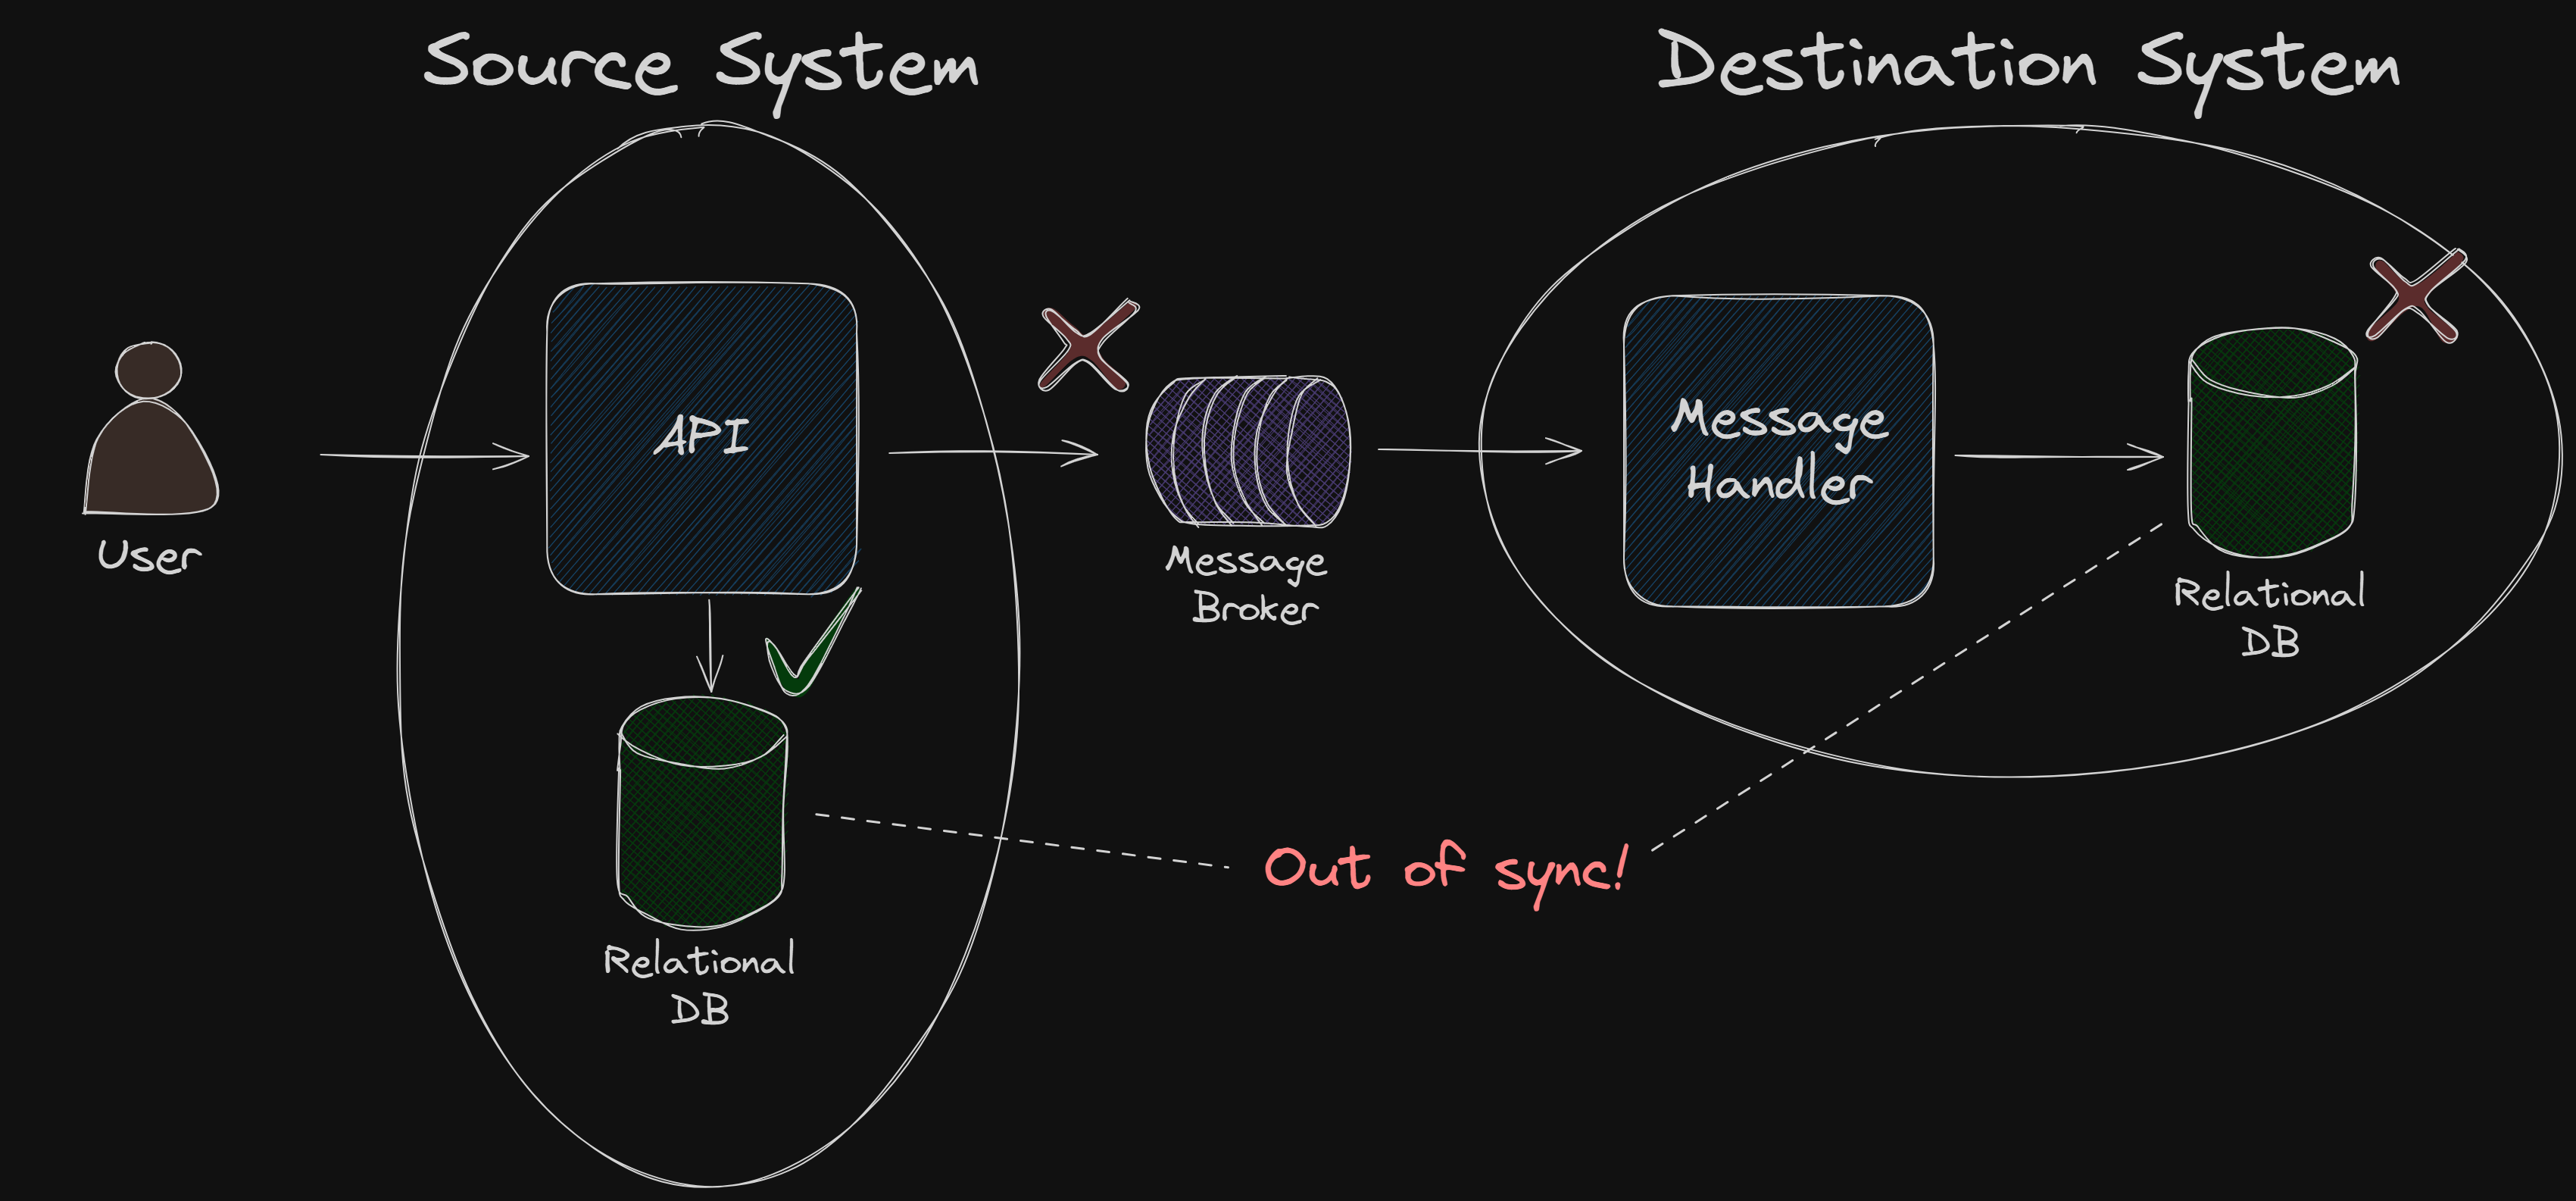 Source System
Destination System
User
API
Message
Broker
Message
Handler
Relational
DB
Relational
DB
Out of sync!